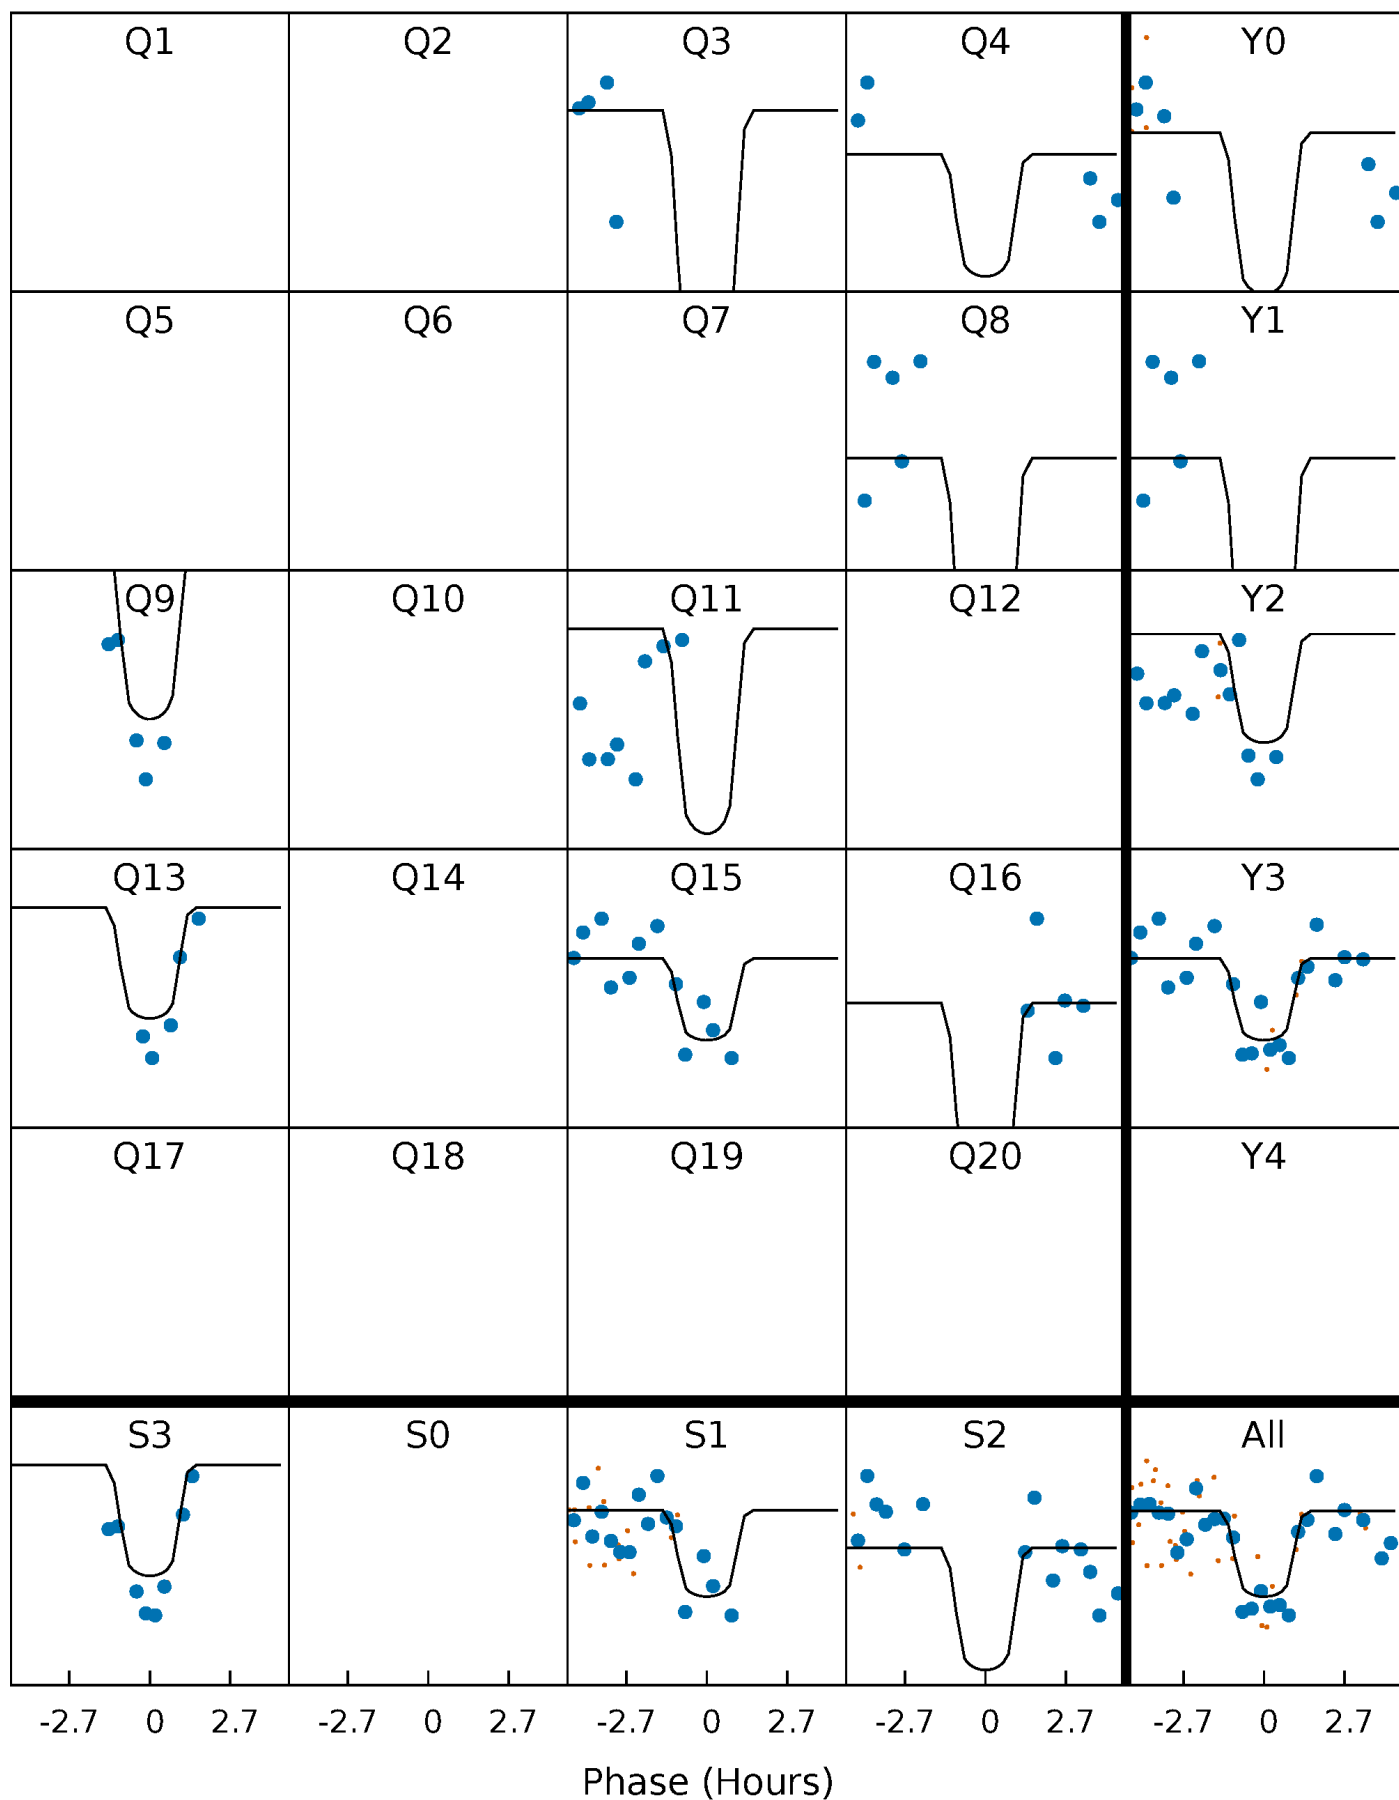 Q1 Q2 Q3 Q4 Y0
Q5 Q6 Q7 Q8 Y1
Q9 Q10 Q11 Q12 Y2
Q13 Q14 Q15 Q16 Y3
Q17 Q18 Q19 Q20 Y4
S3 S0 S1 S2 All
-2.7 0 2.7 -2.7 0 2.7 -2.7 0 2.7 -2.7 0 2.7 -2.7 0 2.7
Phase (Hours)